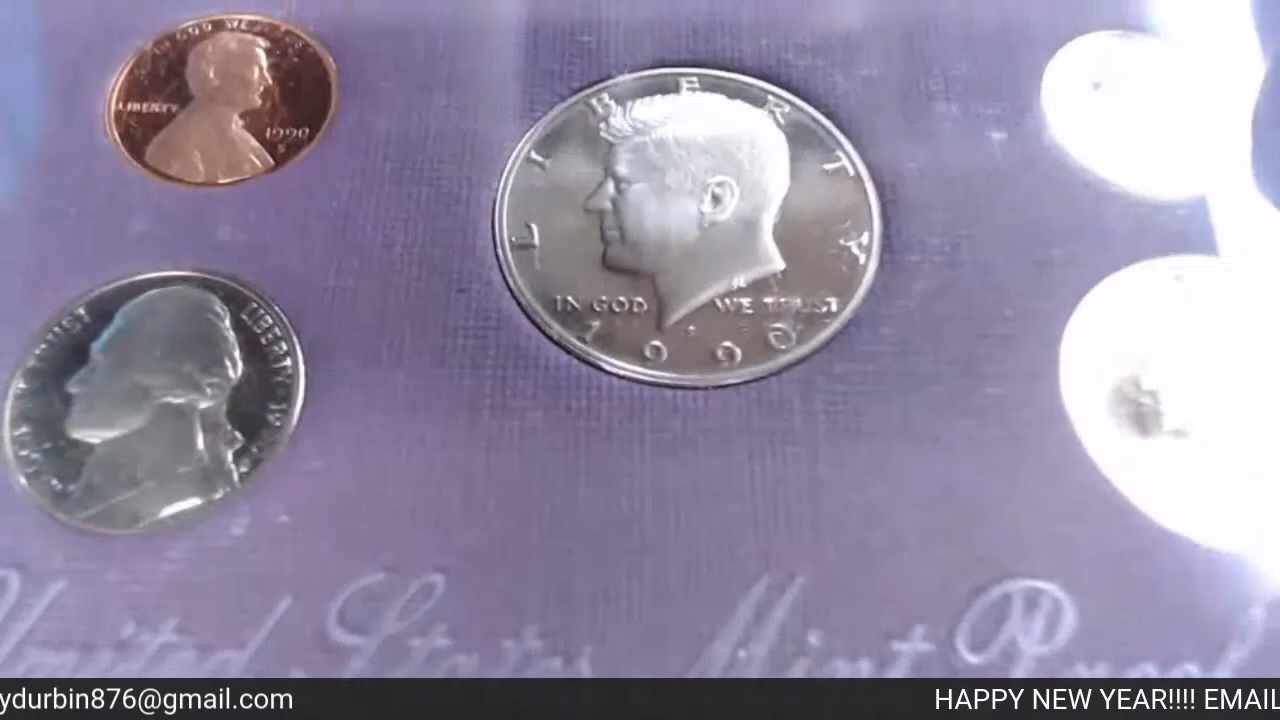 IN GOD WE
LIBERTY
1990
S
LIBERTY
IN GOD WE TRUST
1990
TRUST
LIBERTY 19
United States Mint Proof
ydurbin876@gmail.com
HAPPY NEW YEAR!!!! EMAIL